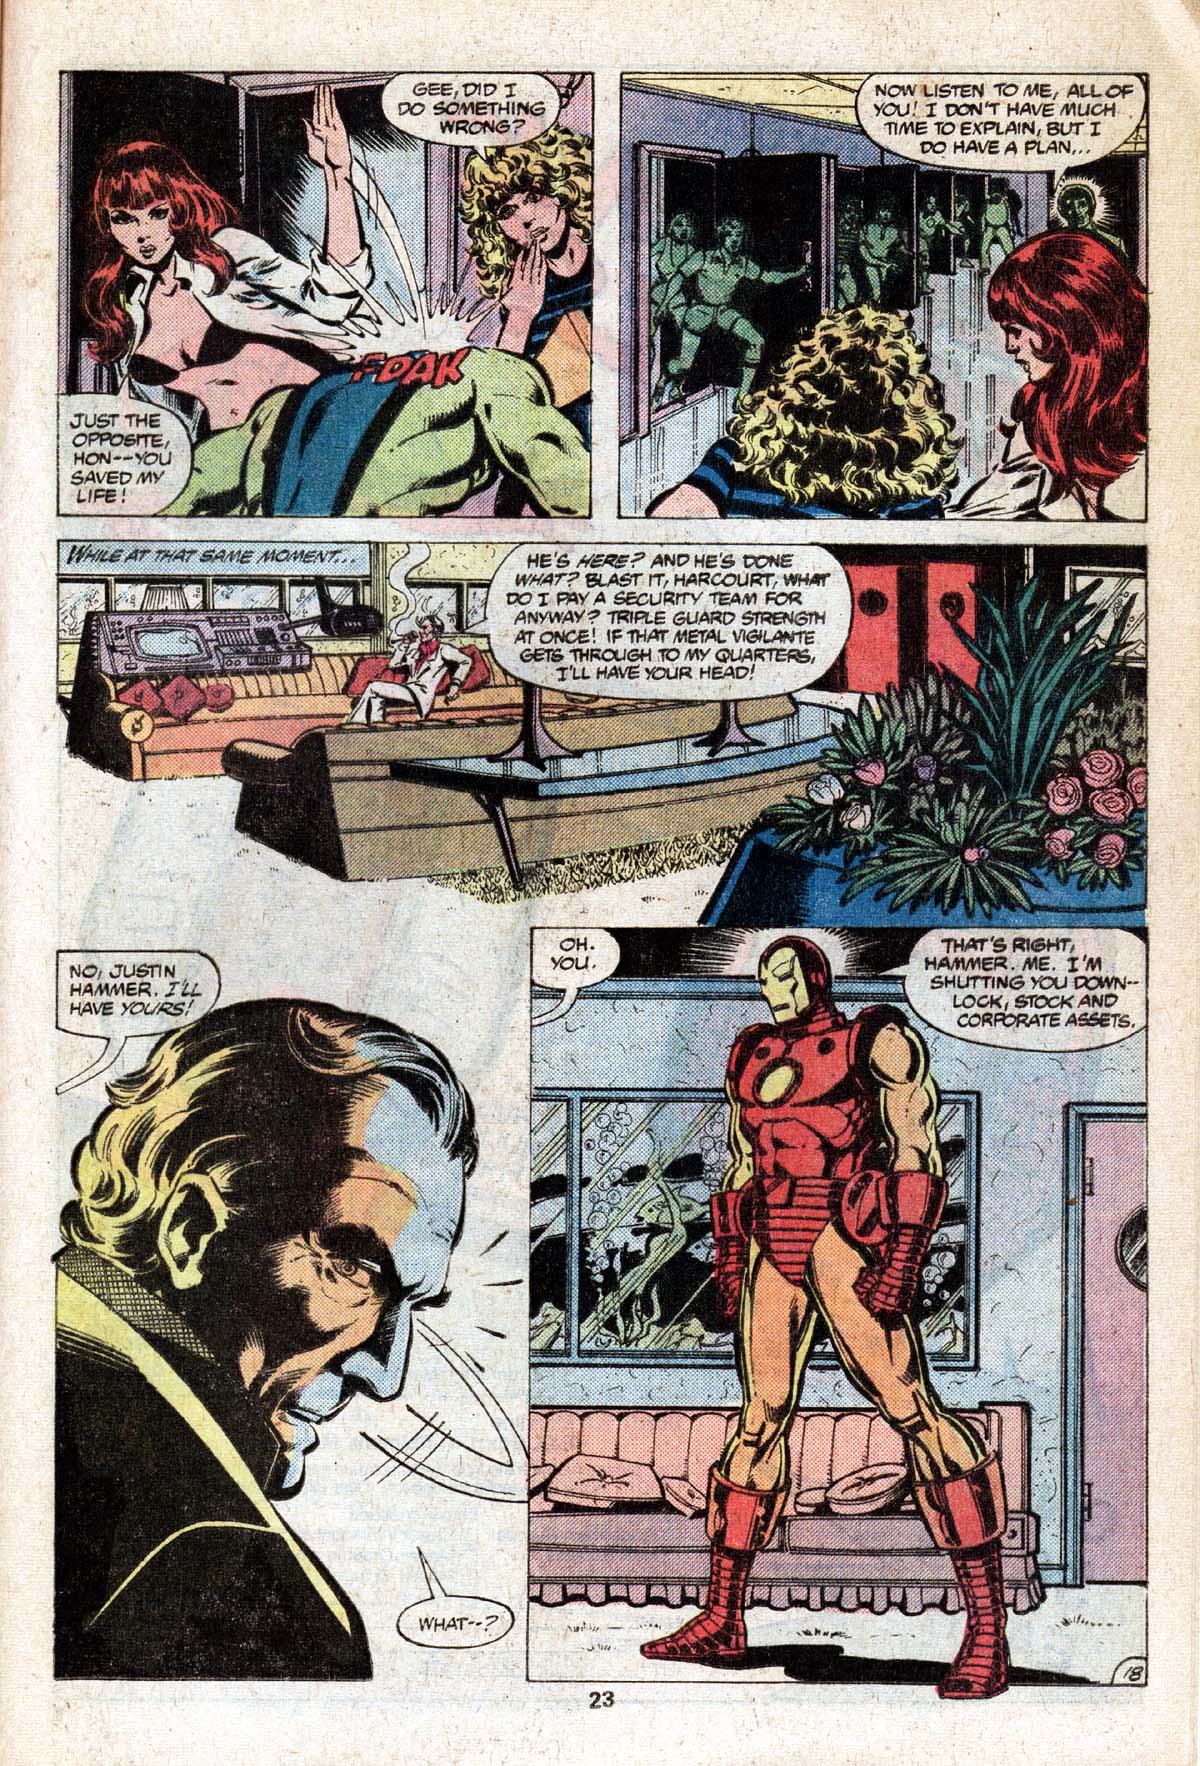 GEE, DID I
DO SOMETHING
WRONG?
FDAK
JUST THE
OPPOSITE,
HON--YOU
SAVED MY
LIFE!
NOW LISTEN TO ME, ALL OF
YOU! I DON'T HAVE MUCH
TIME TO EXPLAIN, BUT I
DO HAVE A PLAN...
WHILE AT THAT SAME MOMENT...
HE'S HERE? AND HE'S DONE
WHAT? BLAST IT, HARCOURT, WHAT
DO I PAY A SECURITY TEAM FOR
ANYWAY? TRIPLE GUARD STRENGTH
AT ONCE! IF THAT METAL VIGILANTE
GETS THROUGH TO MY QUARTERS,
I'LL HAVE YOUR HEAD!
NO, JUSTIN
HAMMER. I'LL
HAVE YOURS!
WHAT--?
OH.
YOU.
THAT'S RIGHT,
HAMMER. ME. I'M
SHUTTING YOU DOWN--
LOCK, STOCK AND
CORPORATE ASSETS.
18
23